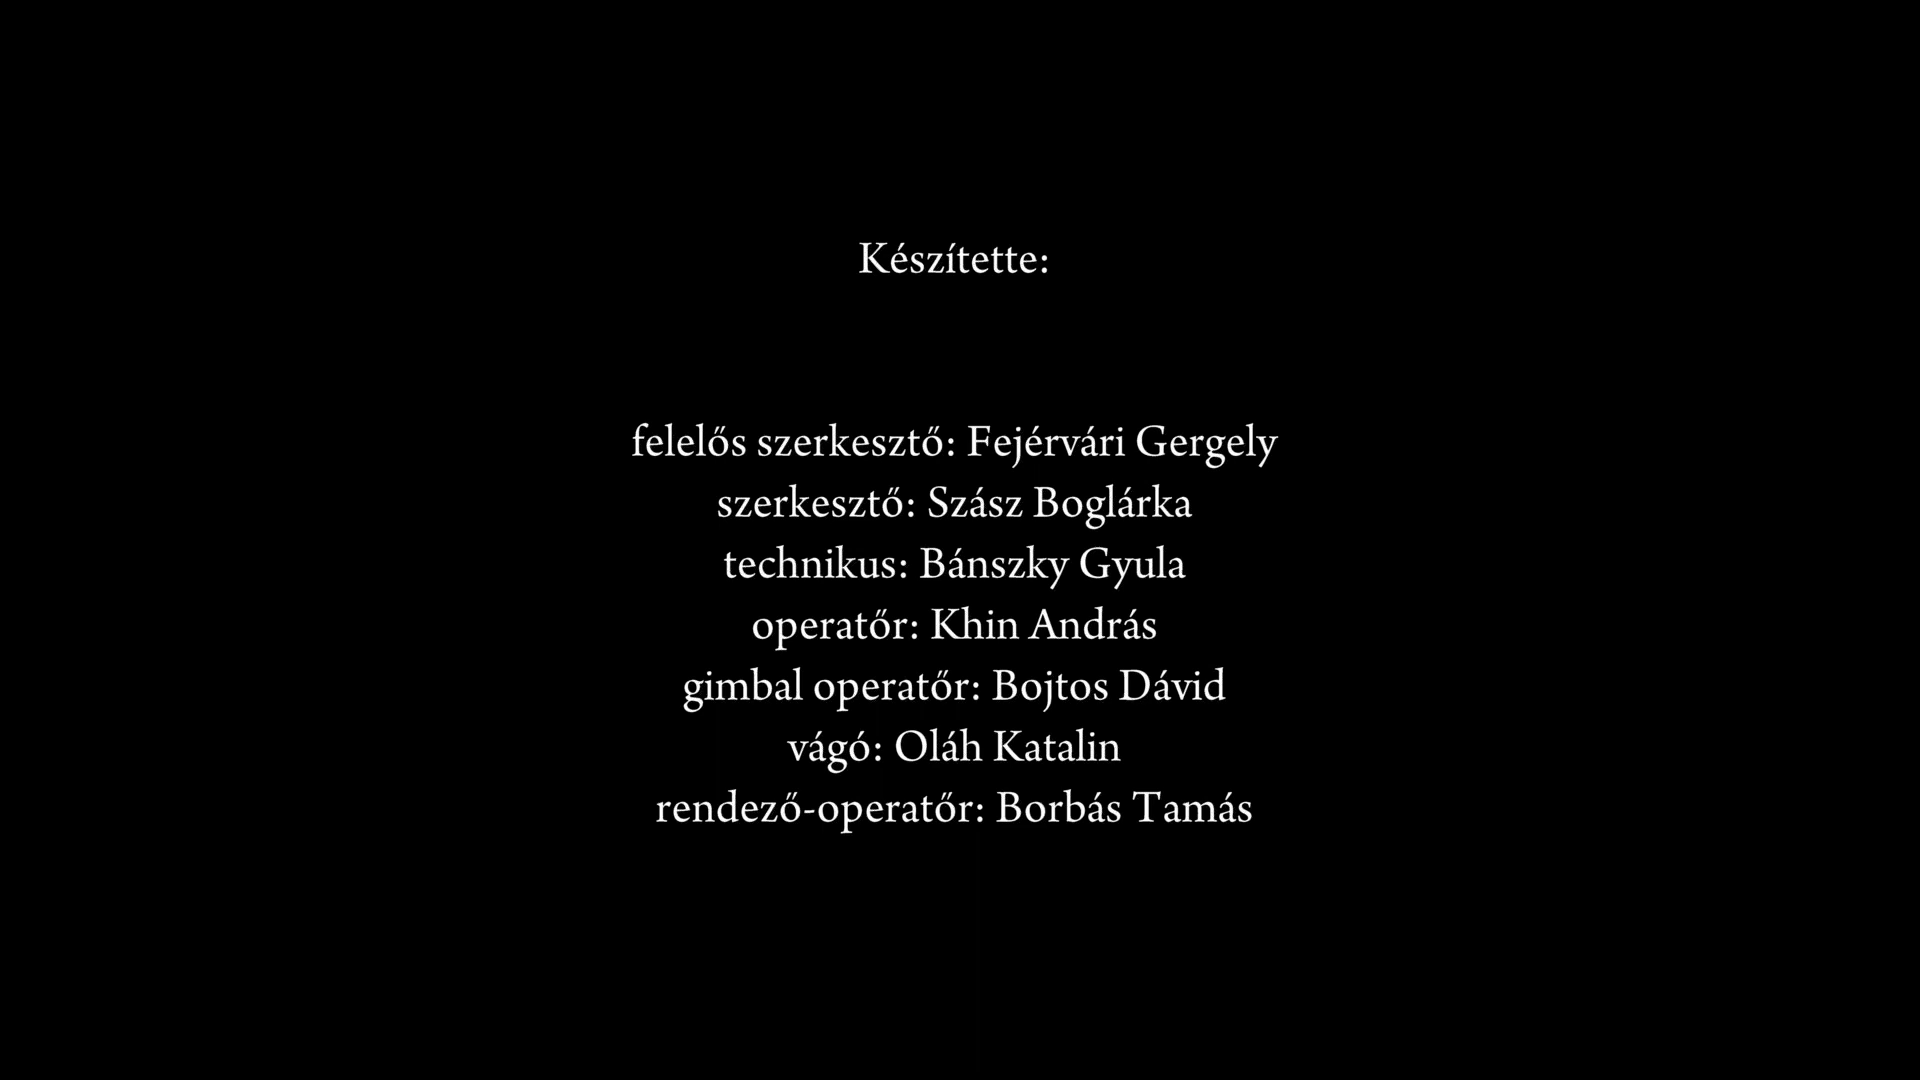 Készítette:
felelős szerkesztő: Fejérvári Gergely
szerkesztő: Szász Boglárka
technikus: Bánszky Gyula
operatőr: Khin András
gimbal operatőr: Bojtos Dávid
vágó: Oláh Katalin
rendező-operatőr: Borbás Tamás